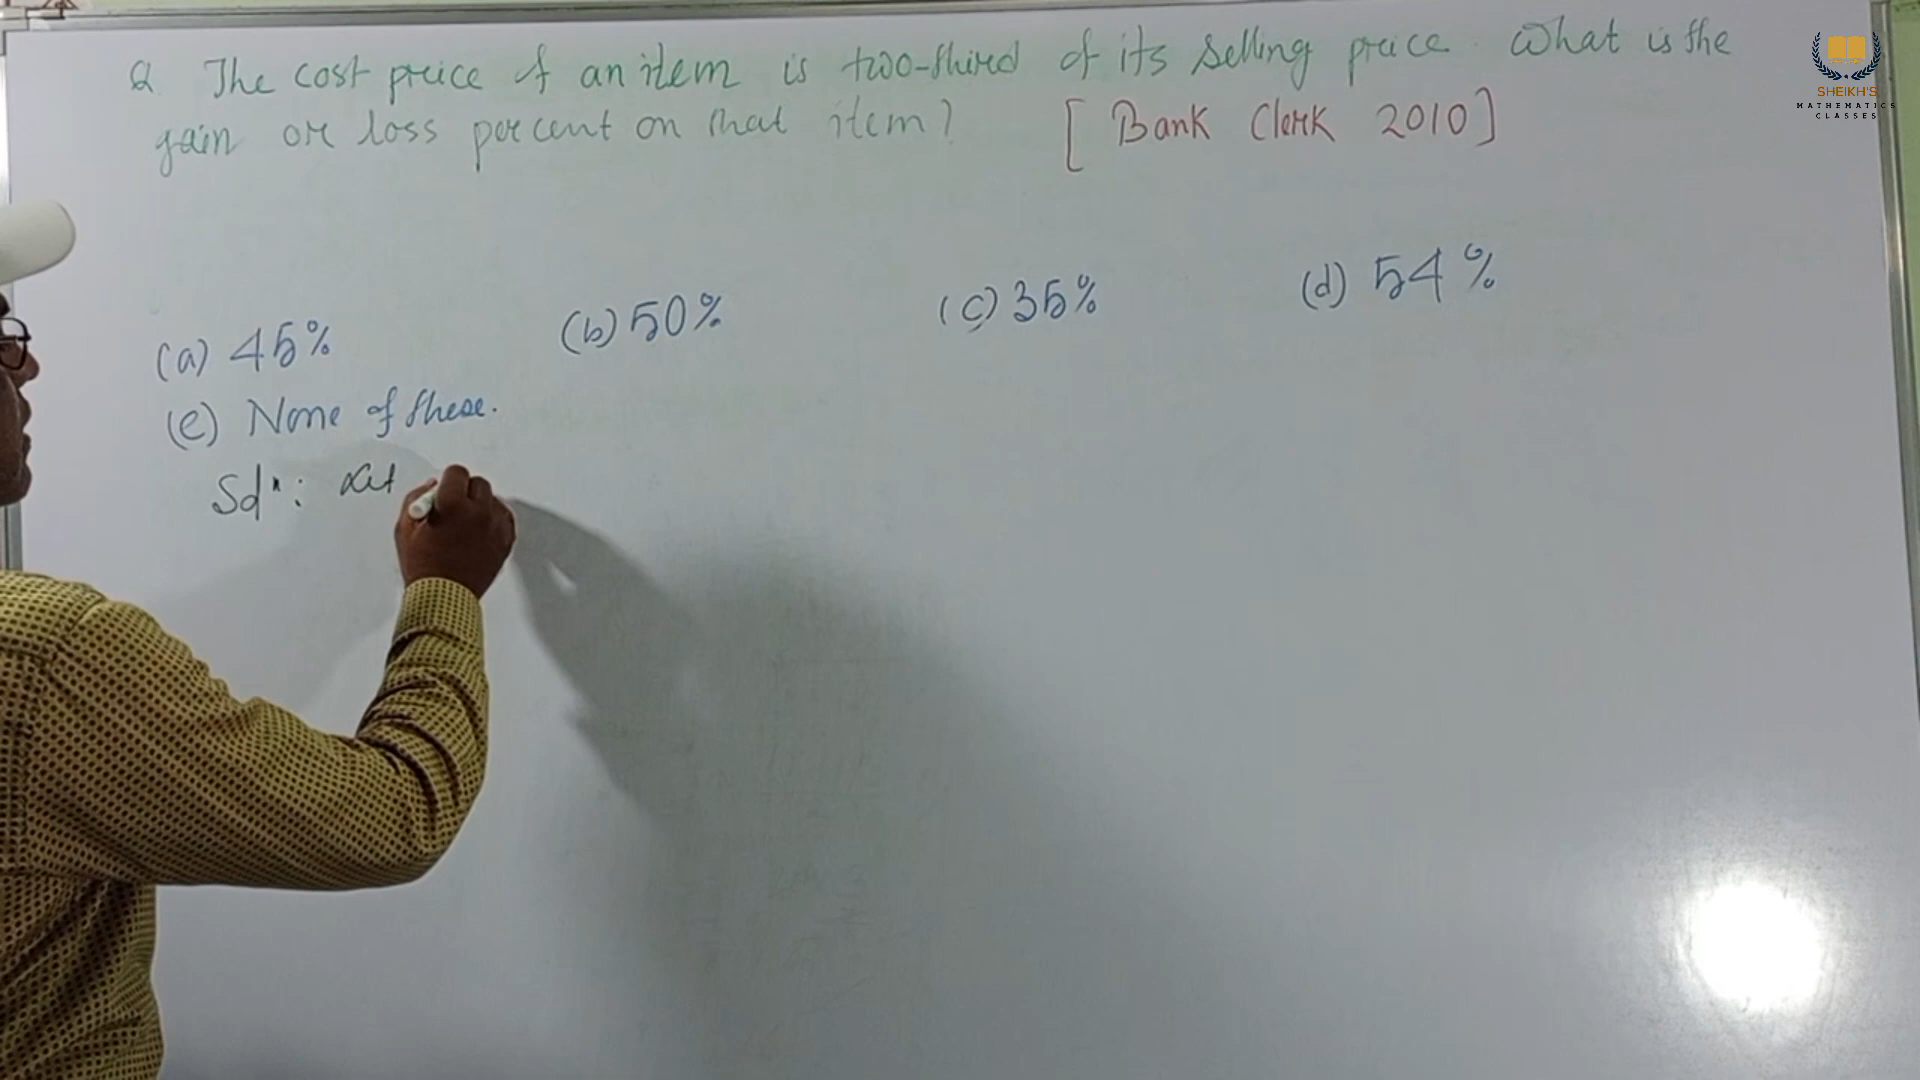 Q. The cost price of an item is two-third of its selling price. What is the
gain or loss percent on that item? [Bank Clerk 2010]
(a) 45% (b) 50% (c) 35% (d) 54%
(e) None of these.
Solⁿ: Let
SHEIKH'S
MATHEMATICS
CLASSES